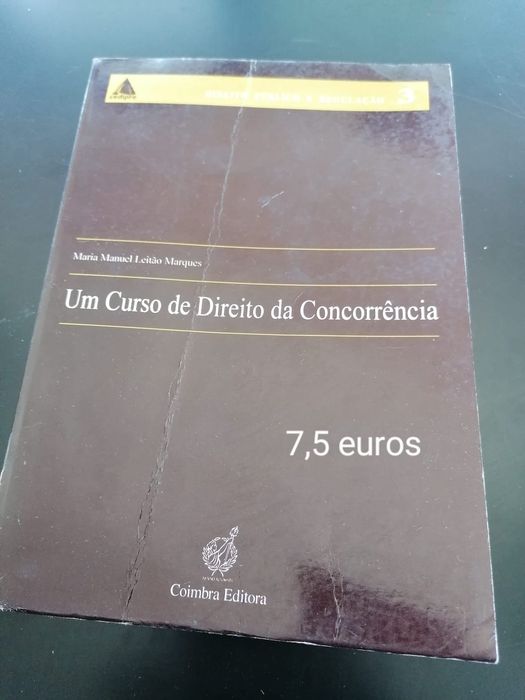 cedipre
DIREITO PÚBLICO E REGULAÇÃO 3
Maria Manuel Leitão Marques
Um Curso de Direito da Concorrência
7,5 euros
Coimbra Editora